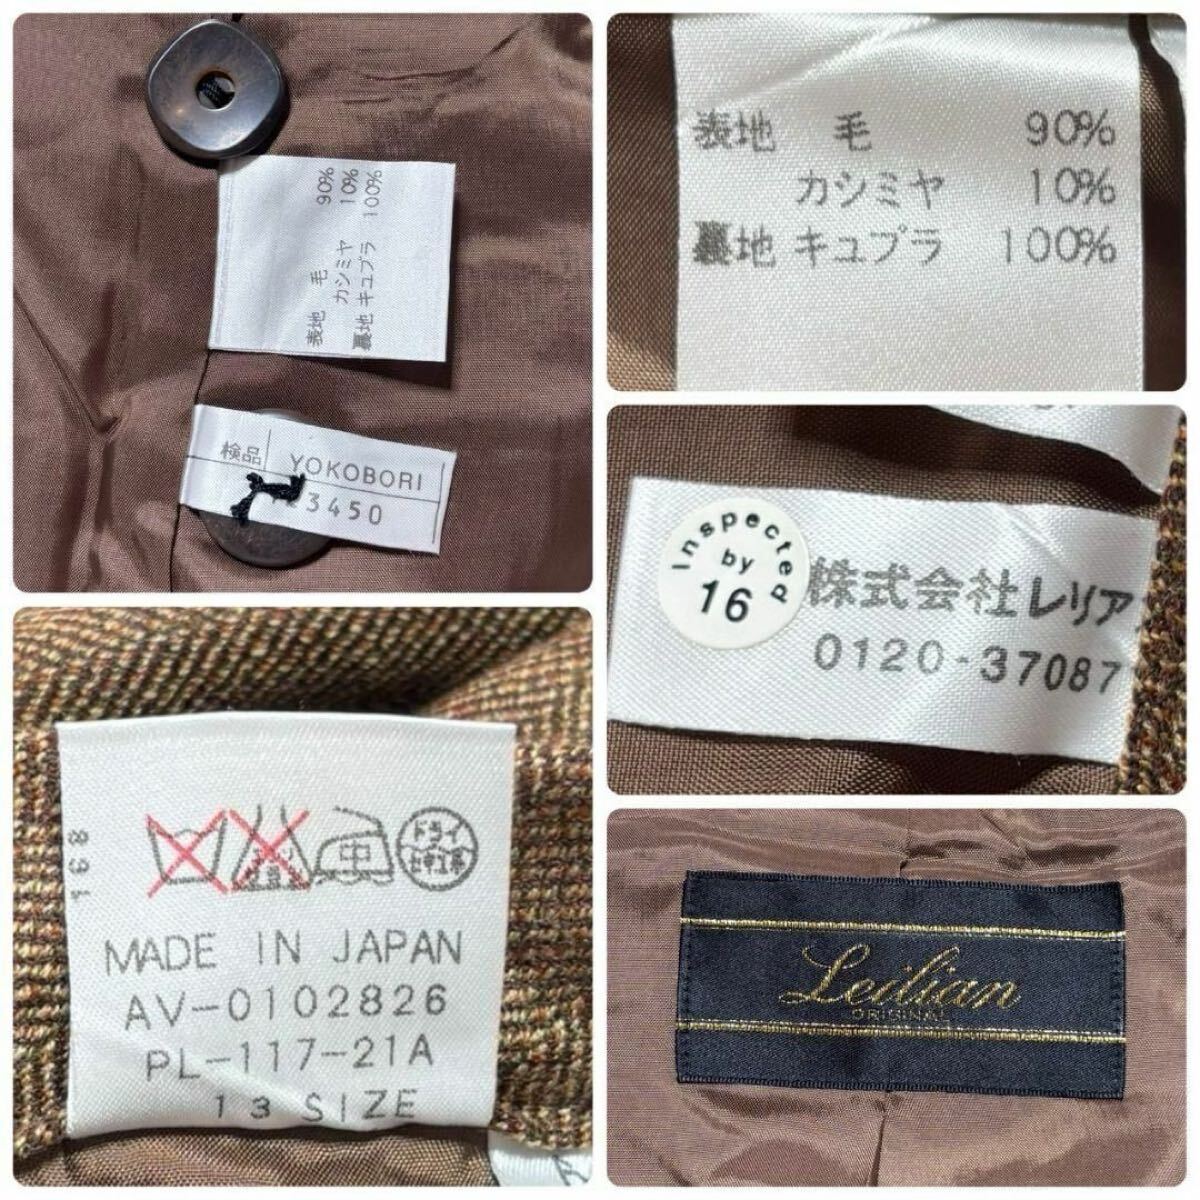 表地 毛 90%
カシミヤ 10%
裏地 キュプラ 100%
検品 YOKOBORI
3450
表地 毛 90%
カシミヤ 10%
裏地 キュプラ 100%
Inspected
by
16
株式会社レリア
0120-37087
168
中
ドライ
MADE IN JAPAN
AV-0102826
PL-117-21A
13 SIZE
Leilian
ORIGINAL